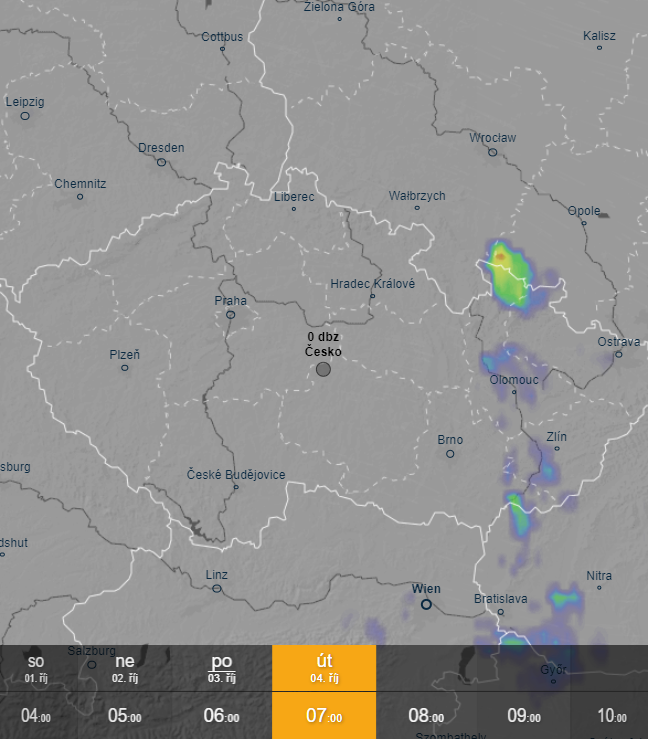 Zielona Góra
Cottbus
Kalisz
Leipzig
Dresden
Wrocław
Chemnitz
Liberec
Wałbrzych
Opole
Hradec Králové
Praha
0 dbz
Česko
Ostrava
Plzeň
Olomouc
Brno
Zlín
sburg
České Budějovice
dshut
Linz
Wien
Nitra
Bratislava
Salzburg
Győr
so
ne
po
út
01. říj
02. říj
03. říj
04. říj
04:00
05:00
06:00
07:00
08:00
09:00
10:00
Szombathely